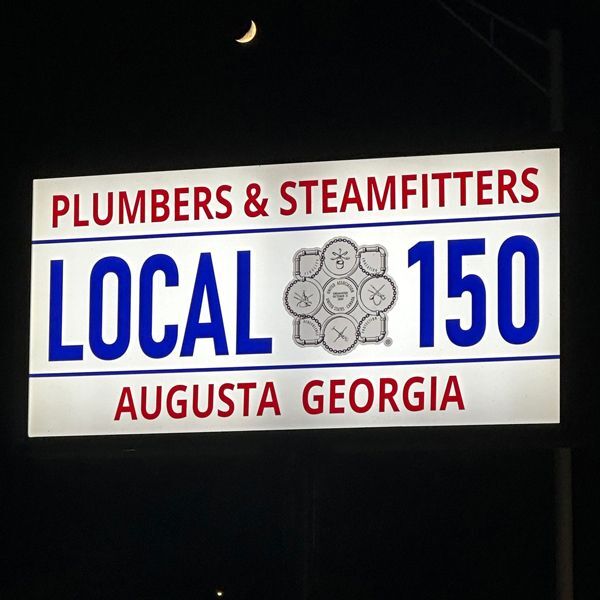 PLUMBERS & STEAMFITTERS
LOCAL 150
AUGUSTA GEORGIA